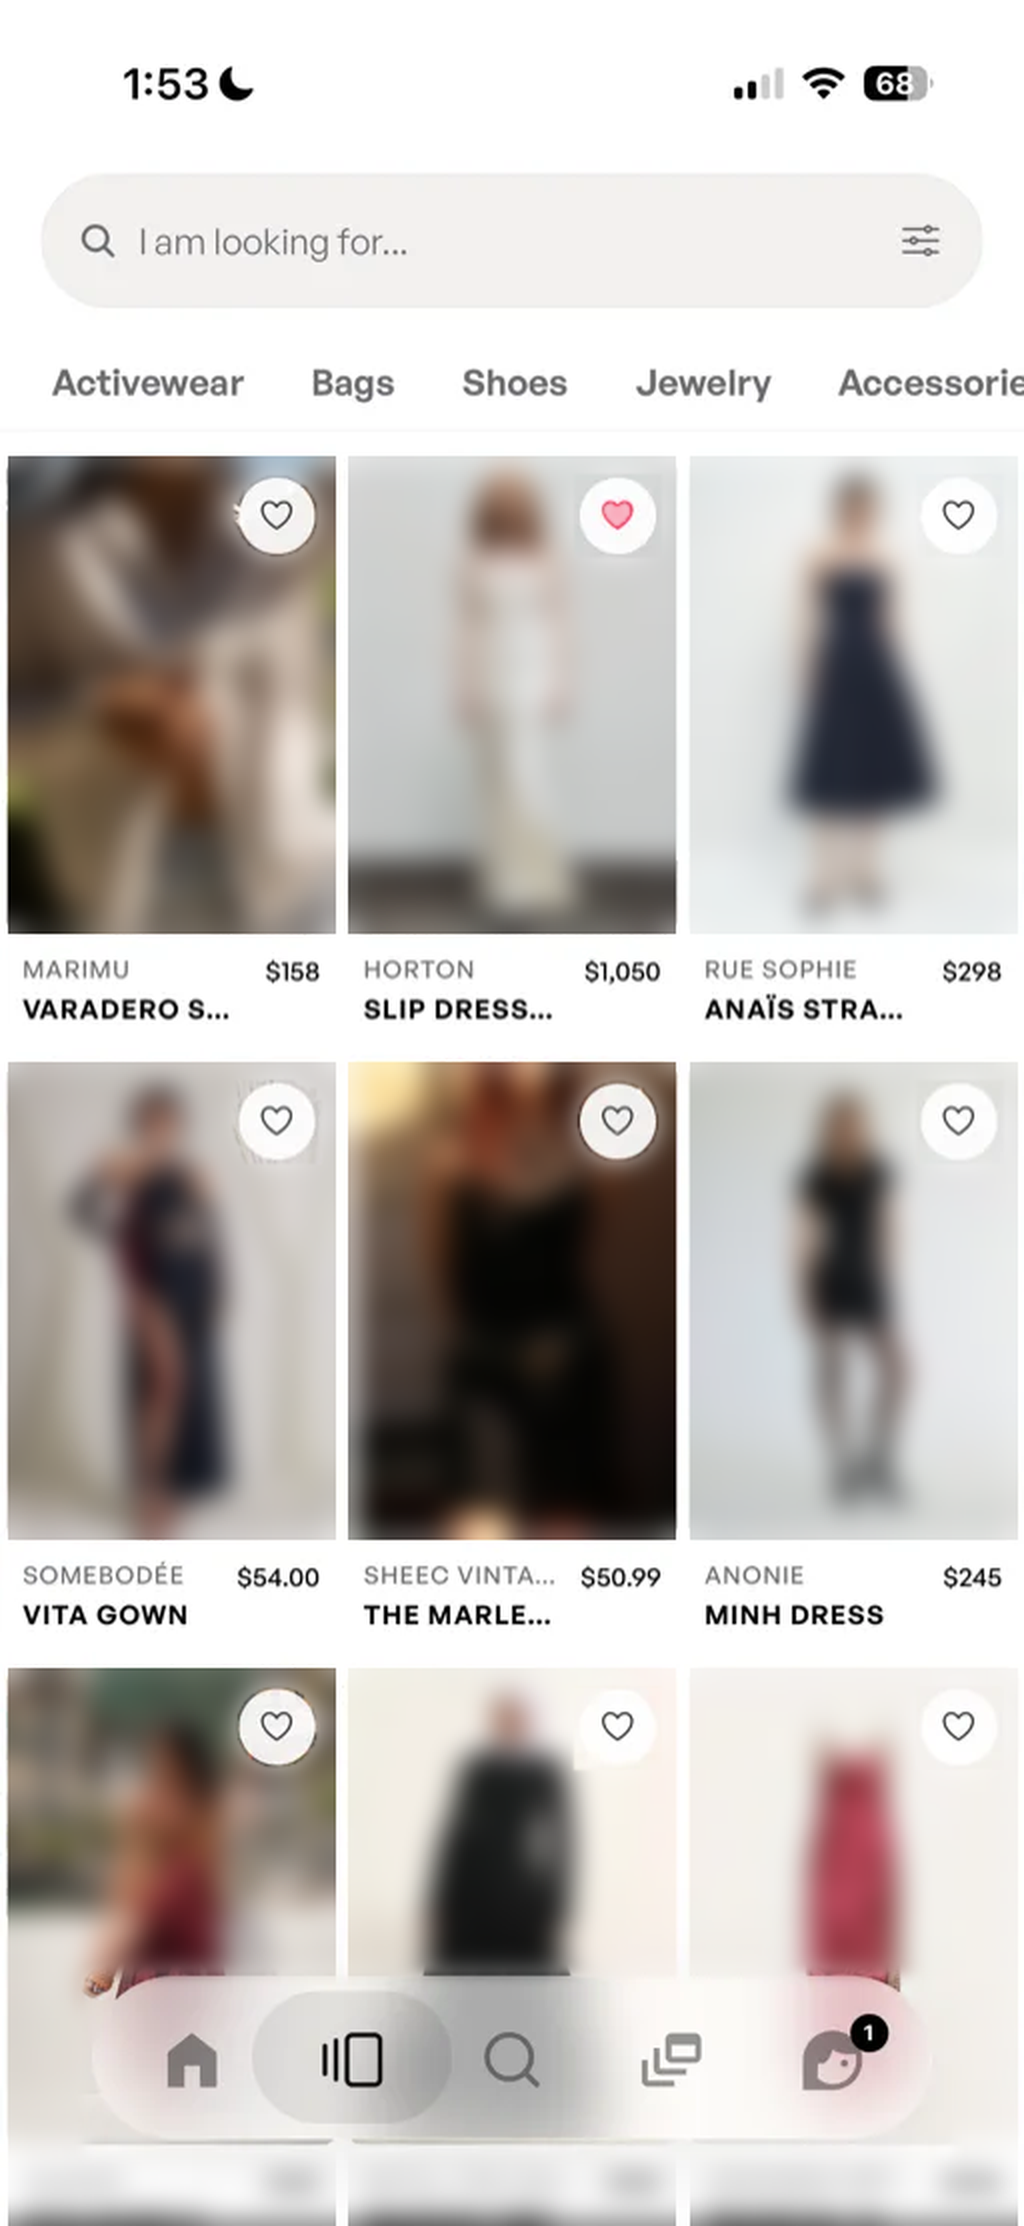 1:53
68
I am looking for...
Activewear Bags Shoes Jewelry Accessorie
MARIMU $158 HORTON $1,050 RUE SOPHIE $298
VARADERO S... SLIP DRESS... ANAÏS STRA...
SOMEBODÉE $54.00 SHEEC VINTA... $50.99 ANONIE $245
VITA GOWN THE MARLE... MINH DRESS
1